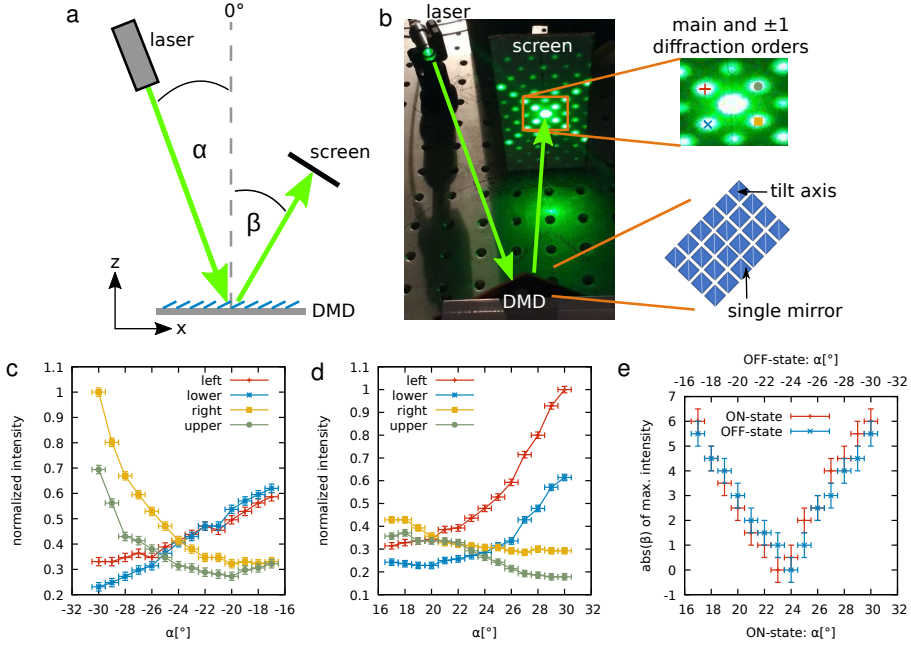 a
0°
laser
α
β
screen
z
x
DMD
b
laser
screen
DMD
main and ±1
diffraction orders
tilt axis
single mirror
c
normalized intensity
1.1
1
0.9
0.8
0.7
0.6
0.5
0.4
0.3
0.2
left
lower
right
upper
-32 -30 -28 -26 -24 -22 -20 -18 -16
α[°]
d
normalized intensity
1.1
1
0.9
0.8
0.7
0.6
0.5
0.4
0.3
0.2 
0.1
left
lower
right
upper
16 18 20 22 24 26 28 30 32
α[°]
e
OFF-state: α[°]
-16 -18 -20 -22 -24 -26 -28 -30 -32
abs(β) of max. intensity
7
6
5
4
3
2
1
0
-1
ON-state
OFF-state
16 18 20 22 24 26 28 30 32
ON-state: α[°]